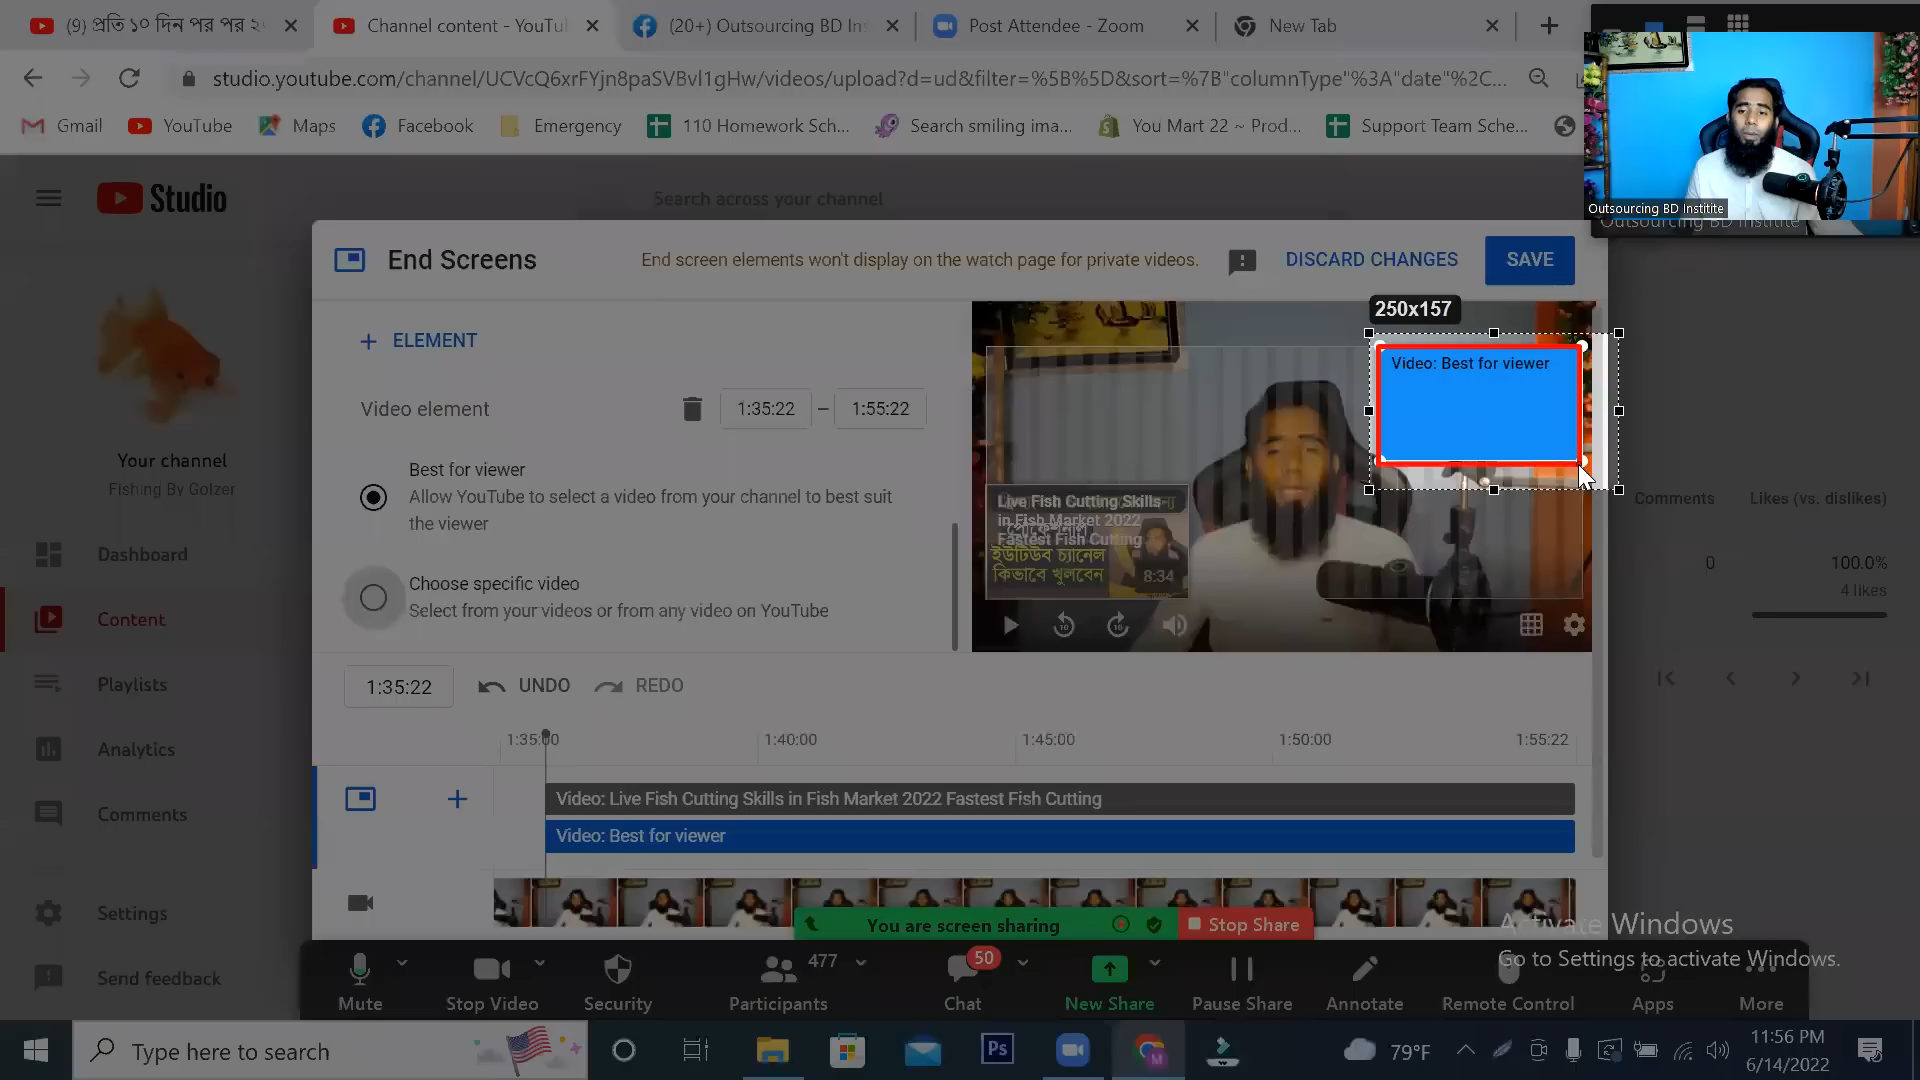 (9) প্রতি ১০ দিন পর পর
Channel content - YouTu
(20+) Outsourcing BD Ins
Post Attendee - Zoom
New Tab
studio.youtube.com/channel/UCVcQ6xrFYjn8paSVBvl1gHw/videos/upload?d=ud&filter=%5B%5D&sort=%7B"columnType"%3A"date"%2C...
Gmail
YouTube
Maps
Facebook
Emergency
110 Homework Sch...
Search smiling ima...
You Mart 22 ~ Prod...
Support Team Sche...
Outsourcing BD Institite
Outsourcing BD Institite
Studio
Search across your channel
End Screens
End screen elements won't display on the watch page for private videos.
DISCARD CHANGES
SAVE
250x157
ELEMENT
Video: Best for viewer
Video element
1:35:22
–
1:55:22
Your channel
Fishing By Golzer
Best for viewer
Allow YouTube to select a video from your channel to best suit
the viewer
Choose specific video
Select from your videos or from any video on YouTube
Live Fish Cutting Skills
in Fish Market 2022
Fastest Fish Cutting
ইউটিউব চ্যানেল
কিভাবে খুলবেন
8:34
Comments
Likes (vs. dislikes)
0
100.0%
4 likes
Dashboard
Content
Playlists
Analytics
Comments
Settings
Send feedback
1:35:22
UNDO
REDO
1:35:00
1:40:00
1:45:00
1:50:00
1:55:22
Video: Live Fish Cutting Skills in Fish Market 2022 Fastest Fish Cutting
Video: Best for viewer
You are screen sharing
Stop Share
Activate Windows
Go to Settings to activate Windows.
477
50
Mute
Stop Video
Security
Participants
Chat
New Share
Pause Share
Annotate
Remote Control
Apps
More
Type here to search
Ps
M
79°F
11:56 PM
6/14/2022